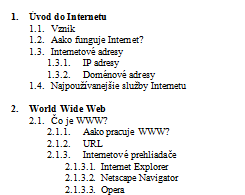 1. Úvod do Internetu
1.1. Vznik
1.2. Aako funguje Internet?
1.3. Internetové adresy
1.3.1. IP adresy
1.3.2. Doménové adresy
1.4. Najpoužívanejšie služby Internetu
2. World Wide Web
2.1. Čo je WWW?
2.1.1. Aako pracuje WWW?
2.1.2. URL
2.1.3. Internetové prehliadače
2.1.3.1. Internet Explorer
2.1.3.2. Netscape Navigator
2.1.3.3. Opera